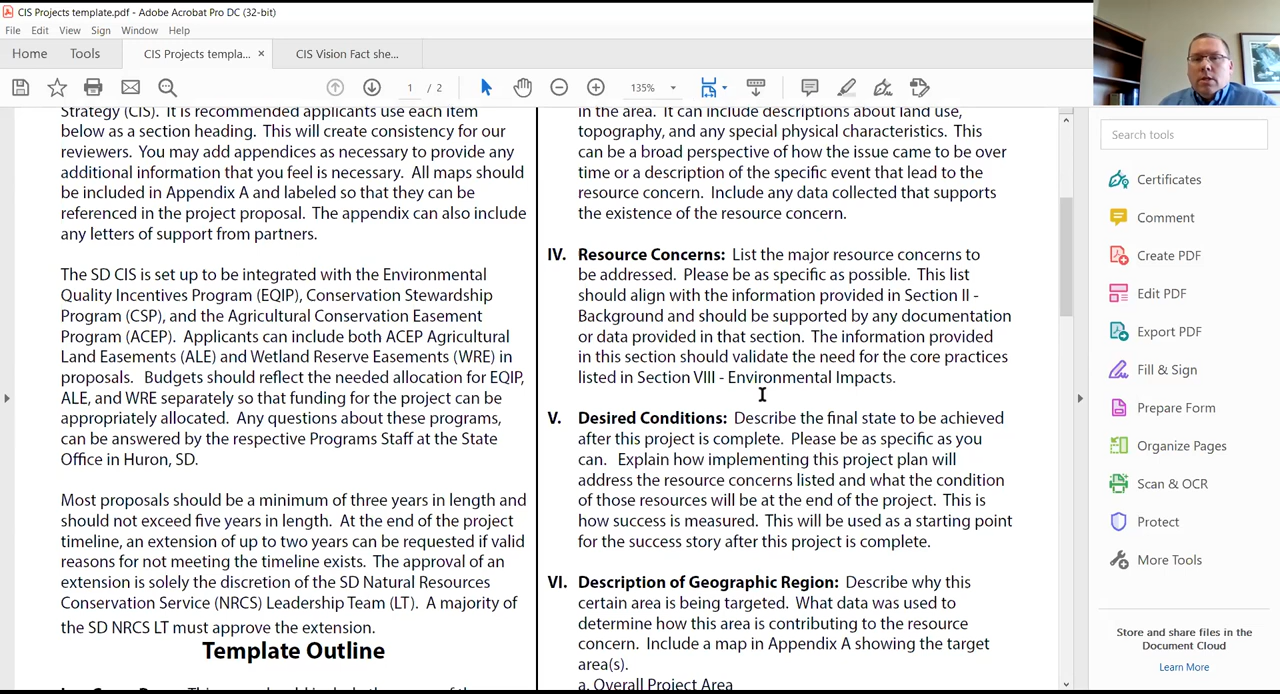 CIS Projects template.pdf - Adobe Acrobat Pro DC (32-bit)
File Edit View Sign Window Help
Home Tools CIS Projects templa... × CIS Vision Fact she...
1 / 2 135%
Strategy (CIS). It is recommended applicants use each item
below as a section heading. This will create consistency for our
reviewers. You may add appendices as necessary to provide any
additional information that you feel is necessary. All maps should
be included in Appendix A and labeled so that they can be
referenced in the project proposal. The appendix can also include
any letters of support from partners.
The SD CIS is set up to be integrated with the Environmental
Quality Incentives Program (EQIP), Conservation Stewardship
Program (CSP), and the Agricultural Conservation Easement
Program (ACEP). Applicants can include both ACEP Agricultural
Land Easements (ALE) and Wetland Reserve Easements (WRE) in
proposals. Budgets should reflect the needed allocation for EQIP,
ALE, and WRE separately so that funding for the project can be
appropriately allocated. Any questions about these programs,
can be answered by the respective Programs Staff at the State
Office in Huron, SD.
Most proposals should be a minimum of three years in length and
should not exceed five years in length. At the end of the project
timeline, an extension of up to two years can be requested if valid
reasons for not meeting the timeline exists. The approval of an
extension is solely the discretion of the SD Natural Resources
Conservation Service (NRCS) Leadership Team (LT). A majority of
the SD NRCS LT must approve the extension.
Template Outline
in the area. It can include descriptions about land use,
topography, and any special physical characteristics. This
can be a broad perspective of how the issue came to be over
time or a description of the specific event that lead to the
resource concern. Include any data collected that supports
the existence of the resource concern.
IV. Resource Concerns: List the major resource concerns to
be addressed. Please be as specific as possible. This list
should align with the information provided in Section II -
Background and should be supported by any documentation
or data provided in that section. The information provided
in this section should validate the need for the core practices
listed in Section VIII - Environmental Impacts.
V. Desired Conditions: Describe the final state to be achieved
after this project is complete. Please be as specific as you
can. Explain how implementing this project plan will
address the resource concerns listed and what the condition
of those resources will be at the end of the project. This is
how success is measured. This will be used as a starting point
for the success story after this project is complete.
VI. Description of Geographic Region: Describe why this
certain area is being targeted. What data was used to
determine how this area is contributing to the resource
concern. Include a map in Appendix A showing the target
area(s).
a. Overall Project Area
Search tools
Certificates
Comment
Create PDF
Edit PDF
Export PDF
Fill & Sign
Prepare Form
Organize Pages
Scan & OCR
Protect
More Tools
Store and share files in the
Document Cloud
Learn More